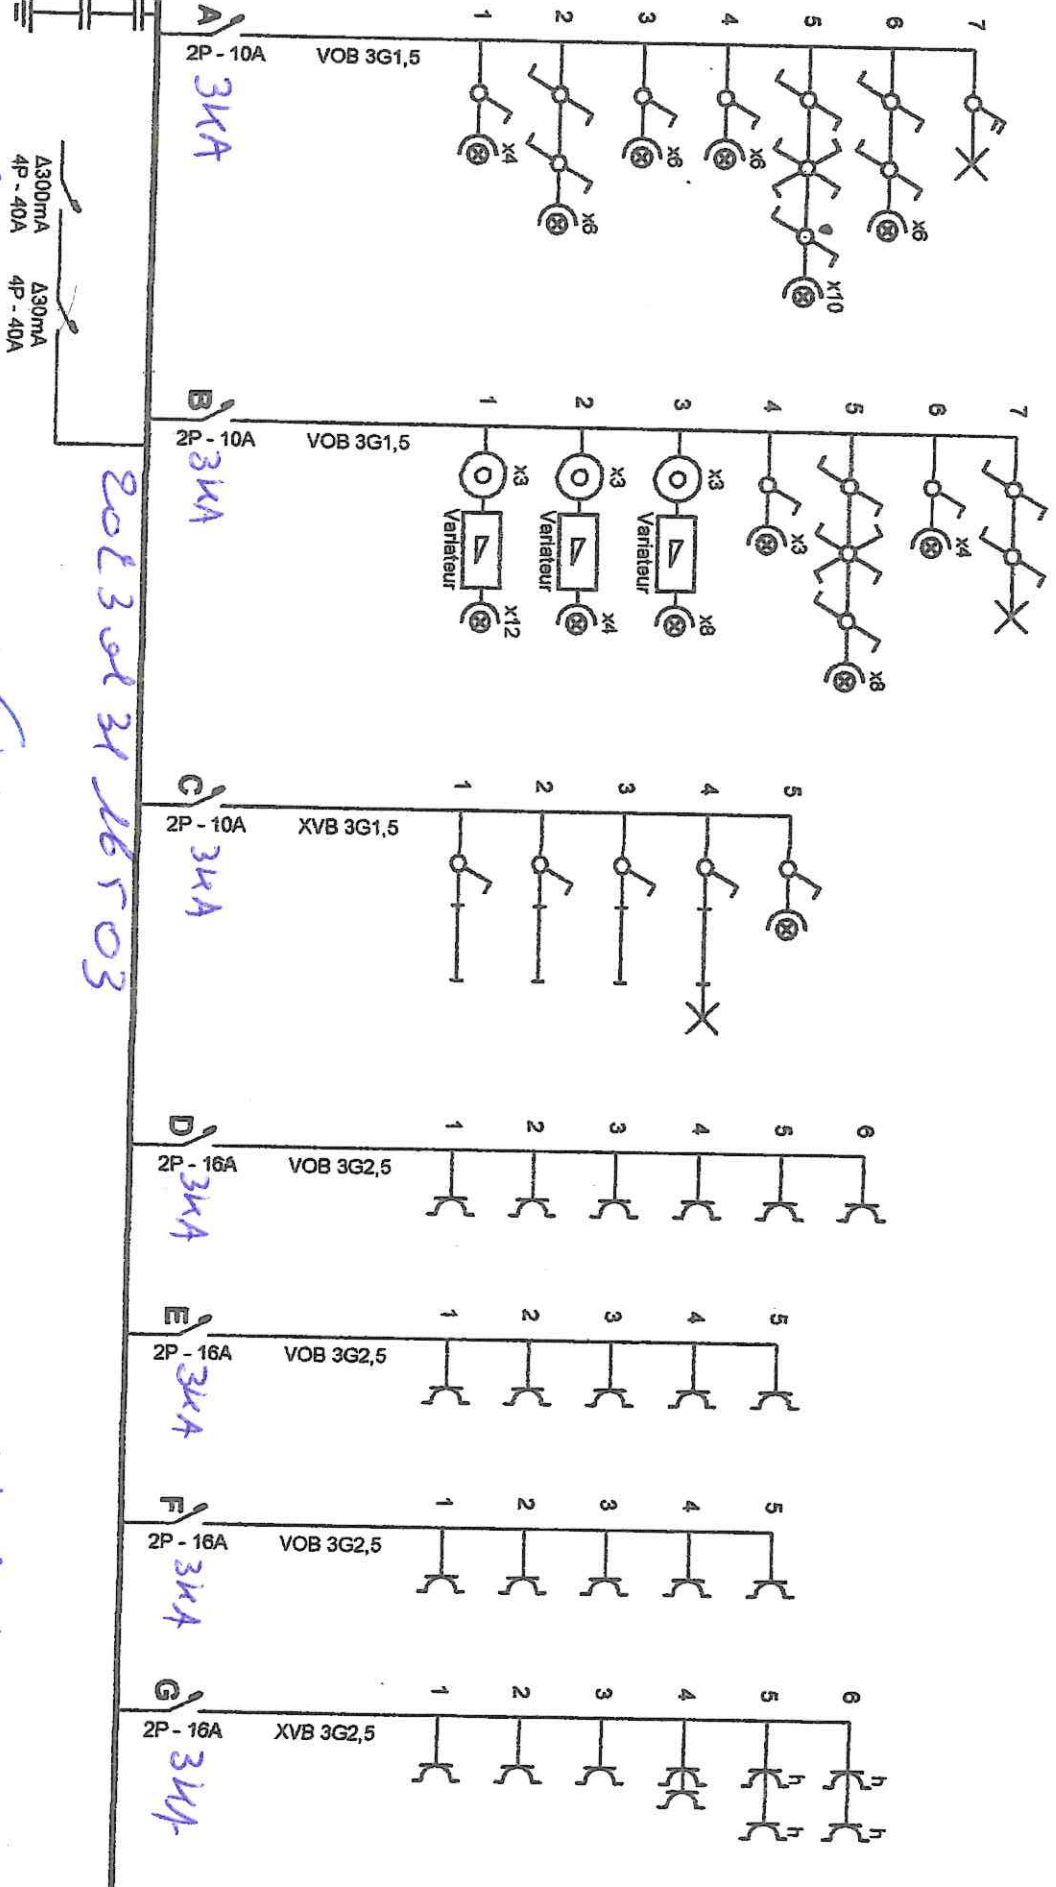 A
2P - 10A
VOB 3G1,5
3KA
1
x4
2
x6
3
x6
4
x6
5
x10
6
x6
7
Δ300mA
4P - 40A
Δ30mA
4P - 40A
B
2P - 10A
VOB 3G1,5
3KA
1
x3
Variateur
x12
2
x3
Variateur
x4
3
x3
Variateur
x8
4
x3
5
x8
6
x4
7
C
2P - 10A
XVB 3G1,5
3KA
1
2
3
4
5
D
2P - 16A
VOB 3G2,5
3KA
1
2
3
4
5
6
E
2P - 16A
VOB 3G2,5
3KA
1
2
3
4
5
F
2P - 16A
VOB 3G2,5
3KA
1
2
3
4
5
G
2P - 16A
XVB 3G2,5
3KA
1
2
3
4
5
h
h
6
h
h